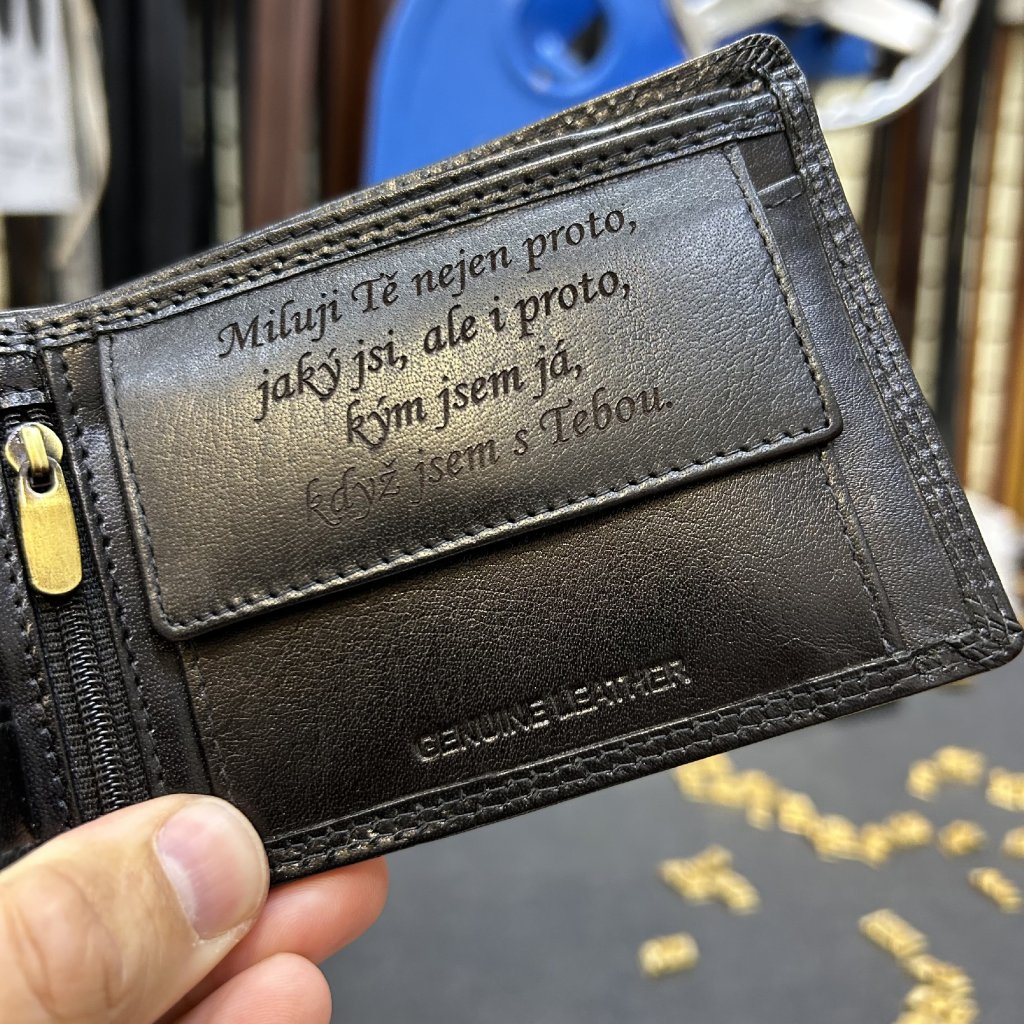 Miluji Tě nejen proto,
jaký jsi, ale i proto,
kým jsem já,
když jsem s Tebou.
GENUINE LEATHER